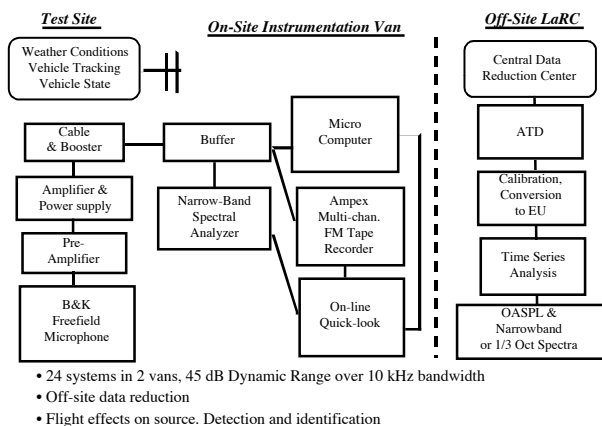 Test Site
On-Site Instrumentation Van
Off-Site LaRC
Weather Conditions
Vehicle Tracking
Vehicle State
Cable
& Booster
Amplifier &
Power supply
Pre-
Amplifier
B&K
Freefield
Microphone
Buffer
Narrow-Band
Spectral
Analyzer
Micro
Computer
Ampex
Multi-chan.
FM Tape
Recorder
On-line
Quick-look
Central Data
Reduction Center
ATD
Calibration,
Conversion
to EU
Time Series
Analysis
OASPL &
Narrowband
or 1/3 Oct Spectra
• 24 systems in 2 vans, 45 dB Dynamic Range over 10 kHz bandwidth
• Off-site data reduction
• Flight effects on source. Detection and identification